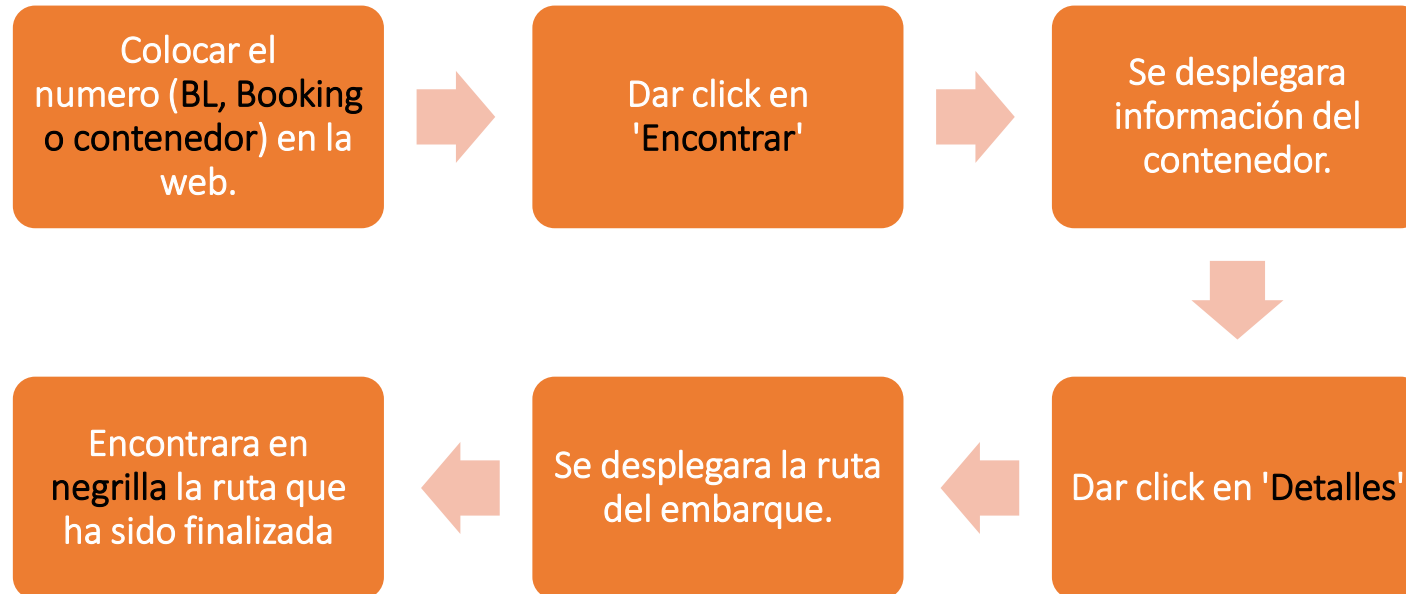 Colocar el
numero (BL, Booking
o contenedor) en la
web.
Dar click en
'Encontrar'
Se desplegara
información del
contenedor.
Dar click en 'Detalles'
Se desplegara la ruta
del embarque.
Encontrara en
negrilla la ruta que
ha sido finalizada